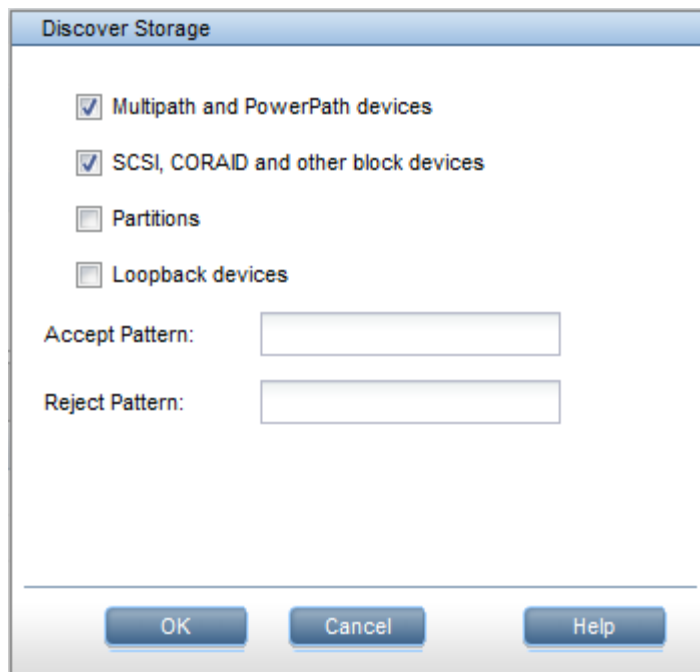 Discover Storage
Multipath and PowerPath devices
SCSI, CORAID and other block devices
Partitions
Loopback devices
Accept Pattern:
Reject Pattern:
OK Cancel Help